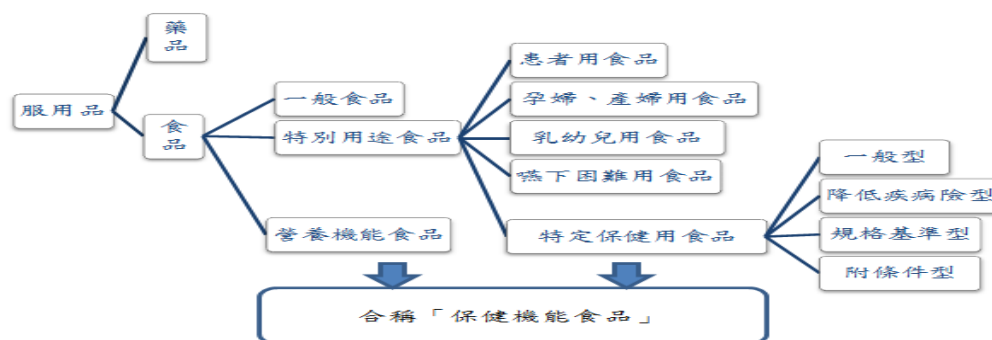 藥
品
服用品
食
品
一般食品
特別用途食品
營養機能食品
患者用食品
孕婦、產婦用食品
乳幼兒用食品
嚥下困難用食品
特定保健用食品
一般型
降低疾病險型
規格基準型
附條件型
合稱「保健機能食品」